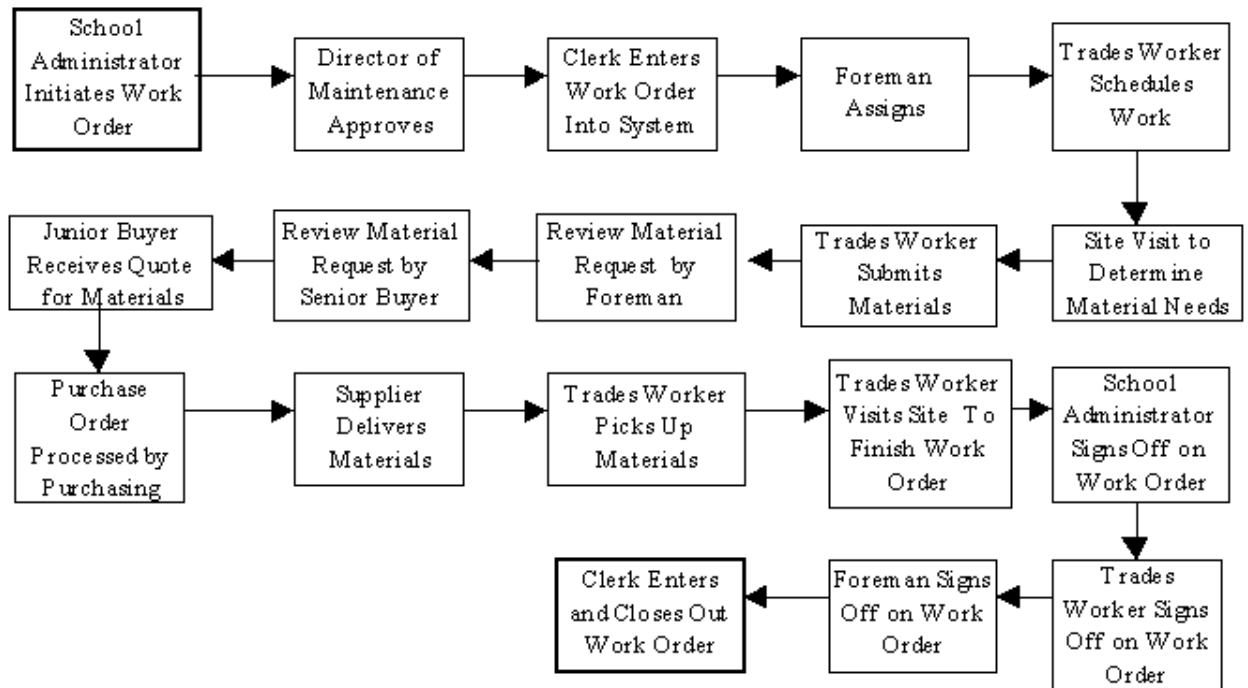 School
Administrator
Initiates Work
Order
Director of
Maintenance
Approves
Clerk Enters
Work Order
Into System
Foreman
Assigns
Trades Worker
Schedules
Work
Site Visit to
Determine
Material Needs
Trades Worker
Submits
Materials
Review Material
Request by
Foreman
Review Material
Request by
Senior Buyer
Junior Buyer
Receives Quote
for Materials
Purchase
Order
Processed by
Purchasing
Supplier
Delivers
Materials
Trades Worker
Picks Up
Materials
Trades Worker
Visits Site To
Finish Work
Order
School
Administrator
Signs Off on
Work Order
Trades
Worker Signs
Off on Work
Order
Foreman Signs
Off on Work
Order
Clerk Enters
and Closes Out
Work Order